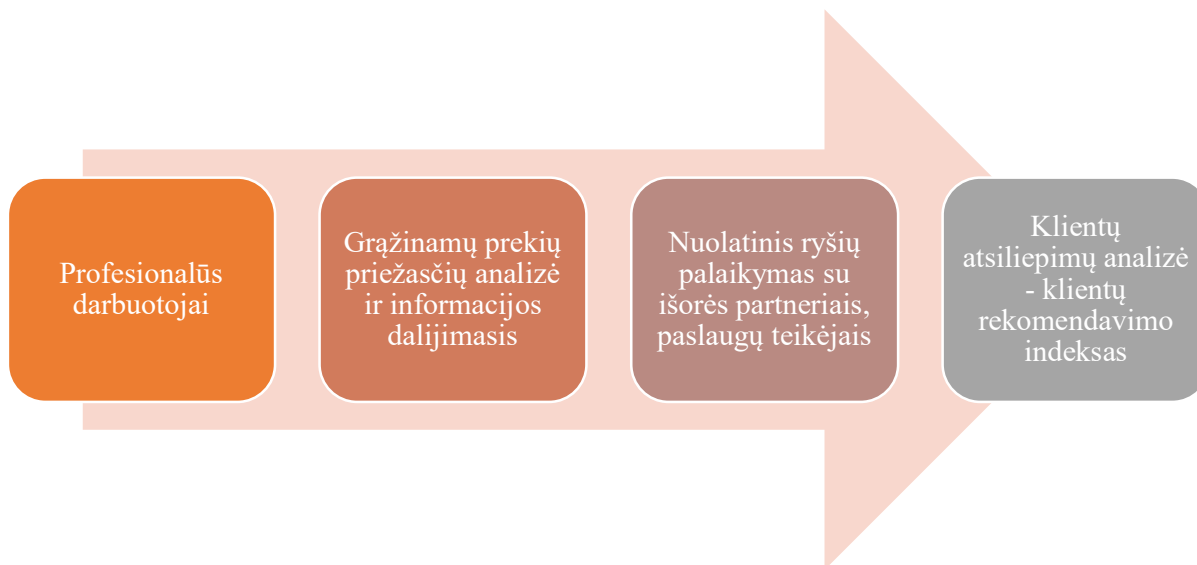 Profesionalūs
darbuotojai
Grąžinamų prekių
priežasčių analizė
ir informacijos
dalijimasis
Nuolatinis ryšių
palaikymas su
išorės partneriais,
paslaugų teikėjais
Klientų
atsiliepimų analizė
- klientų
rekomendavimo
indeksas